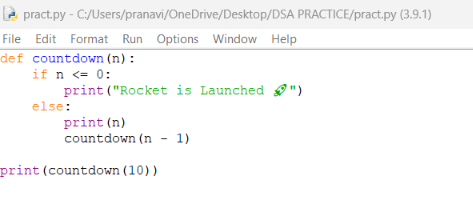 pract.py - C:/Users/pranavi/OneDrive/Desktop/DSA PRACTICE/pract.py (3.9.1)
File Edit Format Run Options Window Help
def countdown(n):
    if n <= 0:
        print("Rocket is Launched 🚀")
    else:
        print(n)
        countdown(n - 1)

print(countdown(10))